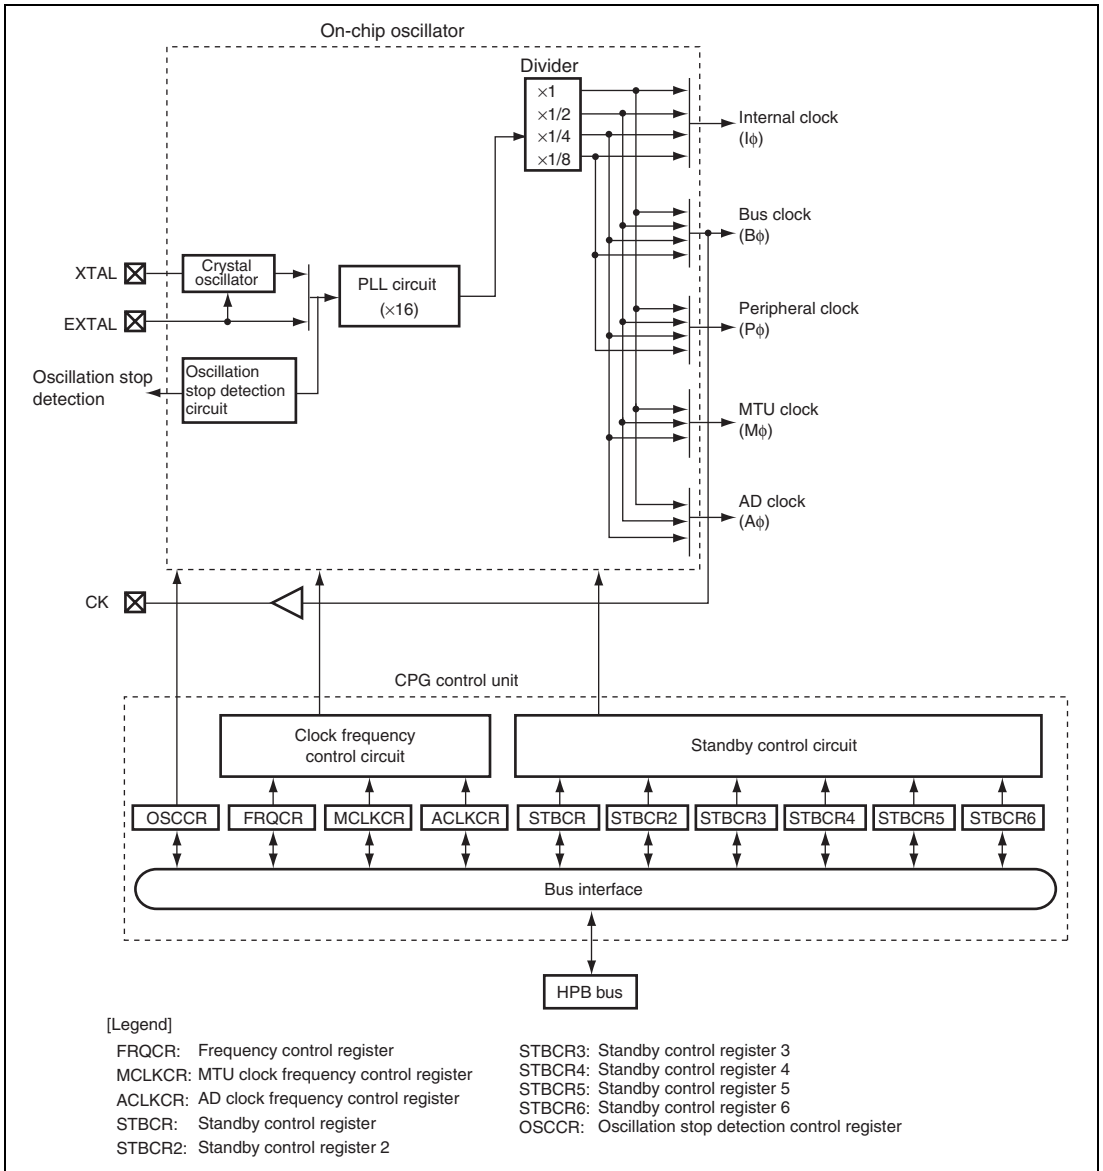 On-chip oscillator
Divider
×1
×1/2
×1/4
×1/8
Internal clock
(Iϕ)
Bus clock
(Bϕ)
XTAL
Crystal
oscillator
EXTAL
PLL circuit
(×16)
Peripheral clock
(Pϕ)
Oscillation stop
detection
Oscillation
stop detection
circuit
MTU clock
(Mϕ)
AD clock
(Aϕ)
CK
CPG control unit
Clock frequency
control circuit
Standby control circuit
OSCCR
FRQCR
MCLKCR
ACLKCR
STBCR
STBCR2
STBCR3
STBCR4
STBCR5
STBCR6
Bus interface
HPB bus
[Legend]
FRQCR: Frequency control register
MCLKCR: MTU clock frequency control register
ACLKCR: AD clock frequency control register
STBCR: Standby control register
STBCR2: Standby control register 2
STBCR3: Standby control register 3
STBCR4: Standby control register 4
STBCR5: Standby control register 5
STBCR6: Standby control register 6
OSCCR: Oscillation stop detection control register